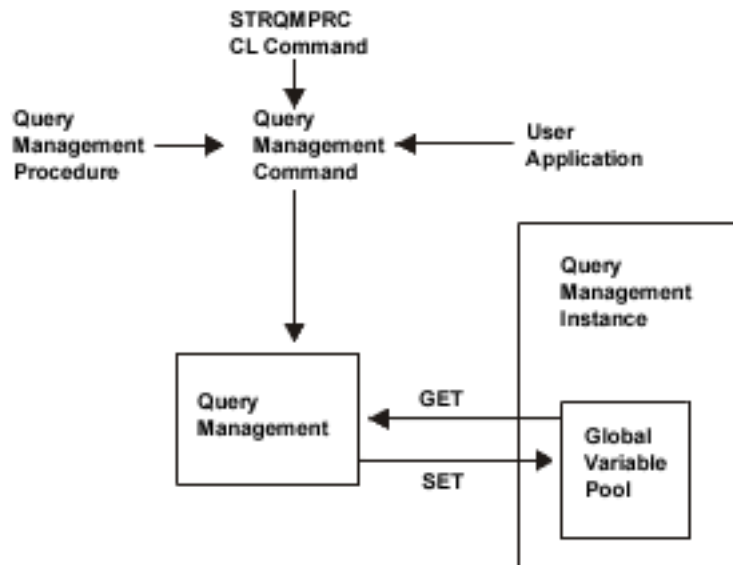 STRQMPRC
CL Command
Query
Management
Procedure
Query
Management
Command
User
Application
Query
Management
Instance
Query
Management
GET
SET
Global
Variable
Pool